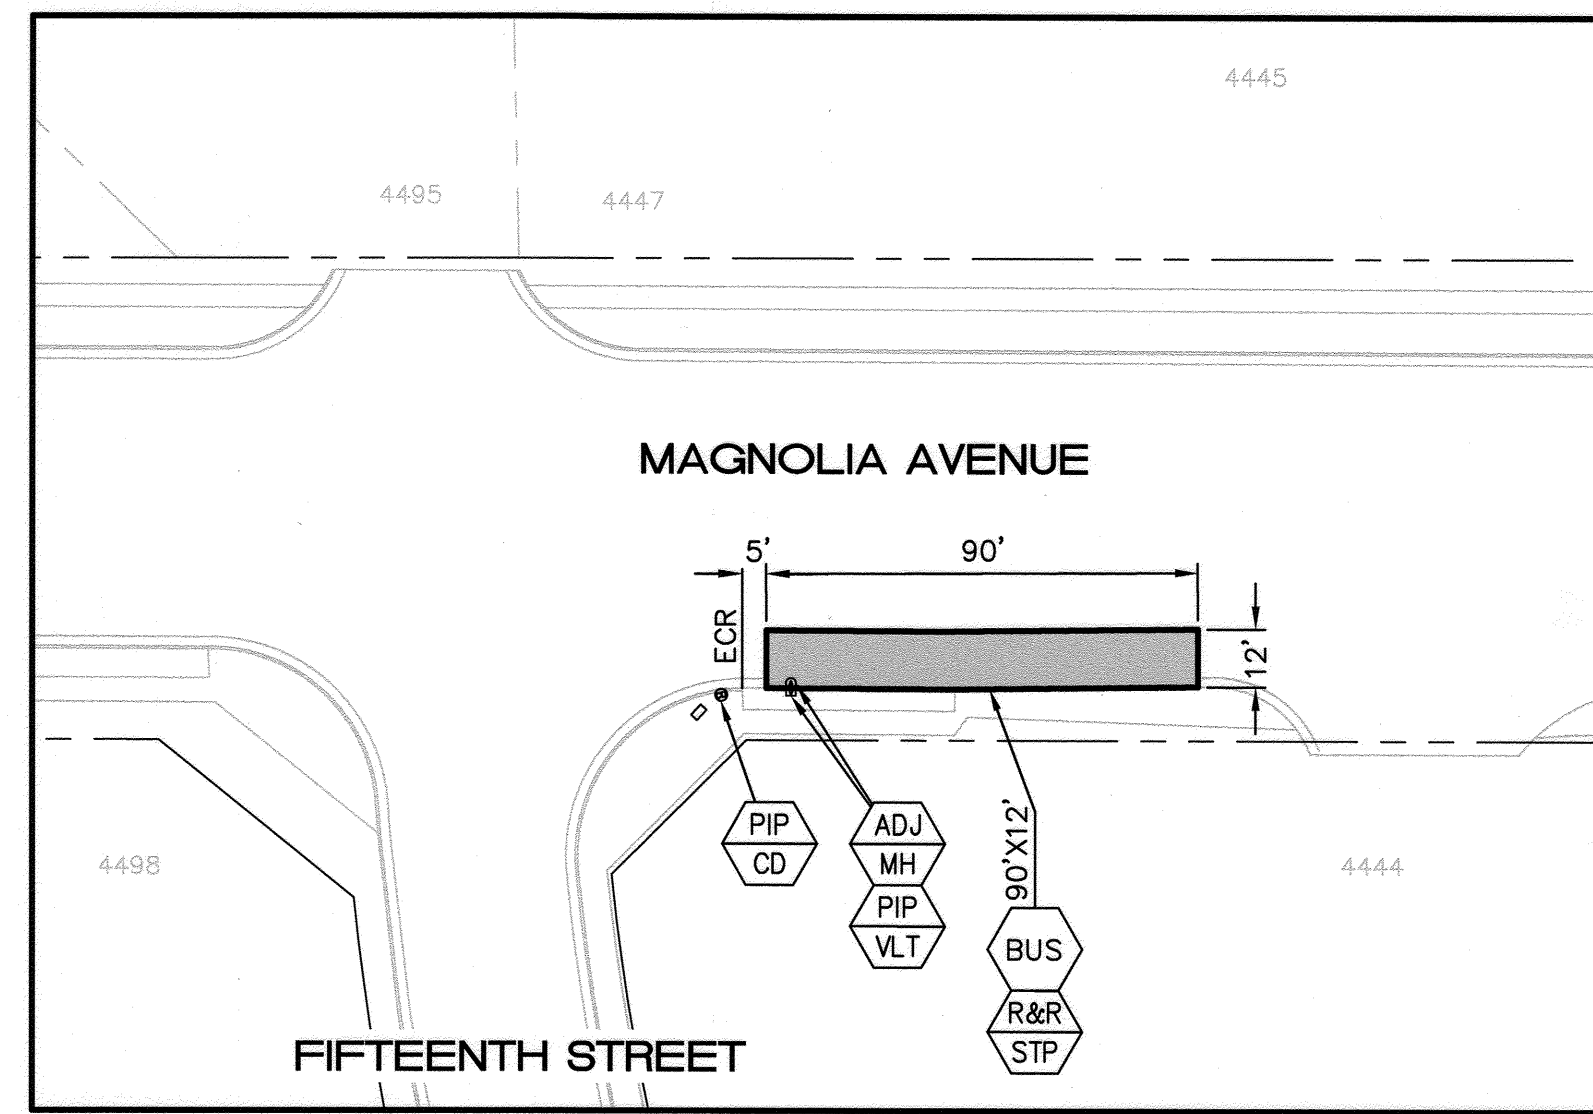 4445
4495
4447
MAGNOLIA AVENUE
5'
90'
ECR
12'
PIP
CD
ADJ
MH
PIP
VLT
90'X12'
BUS
R&R
STP
4498
4444
FIFTEENTH STREET